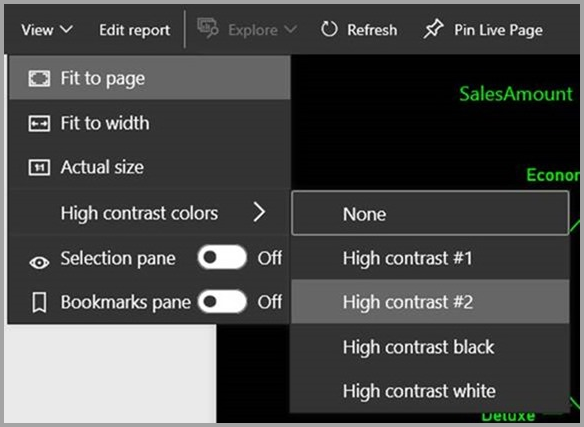 View Edit report Explore Refresh Pin Live Page
Fit to page
SalesAmount
Fit to width
Actual size
Econo
High contrast colors
None
Selection pane Off
High contrast #1
Bookmarks pane Off
High contrast #2
High contrast black
High contrast white
Deluxe